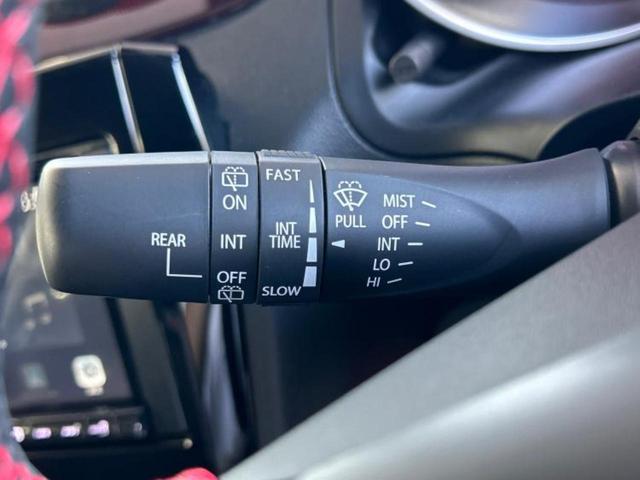 REAR
ON
INT
OFF
FAST
INT
TIME
SLOW
PULL
MIST
OFF
INT
LO
HI